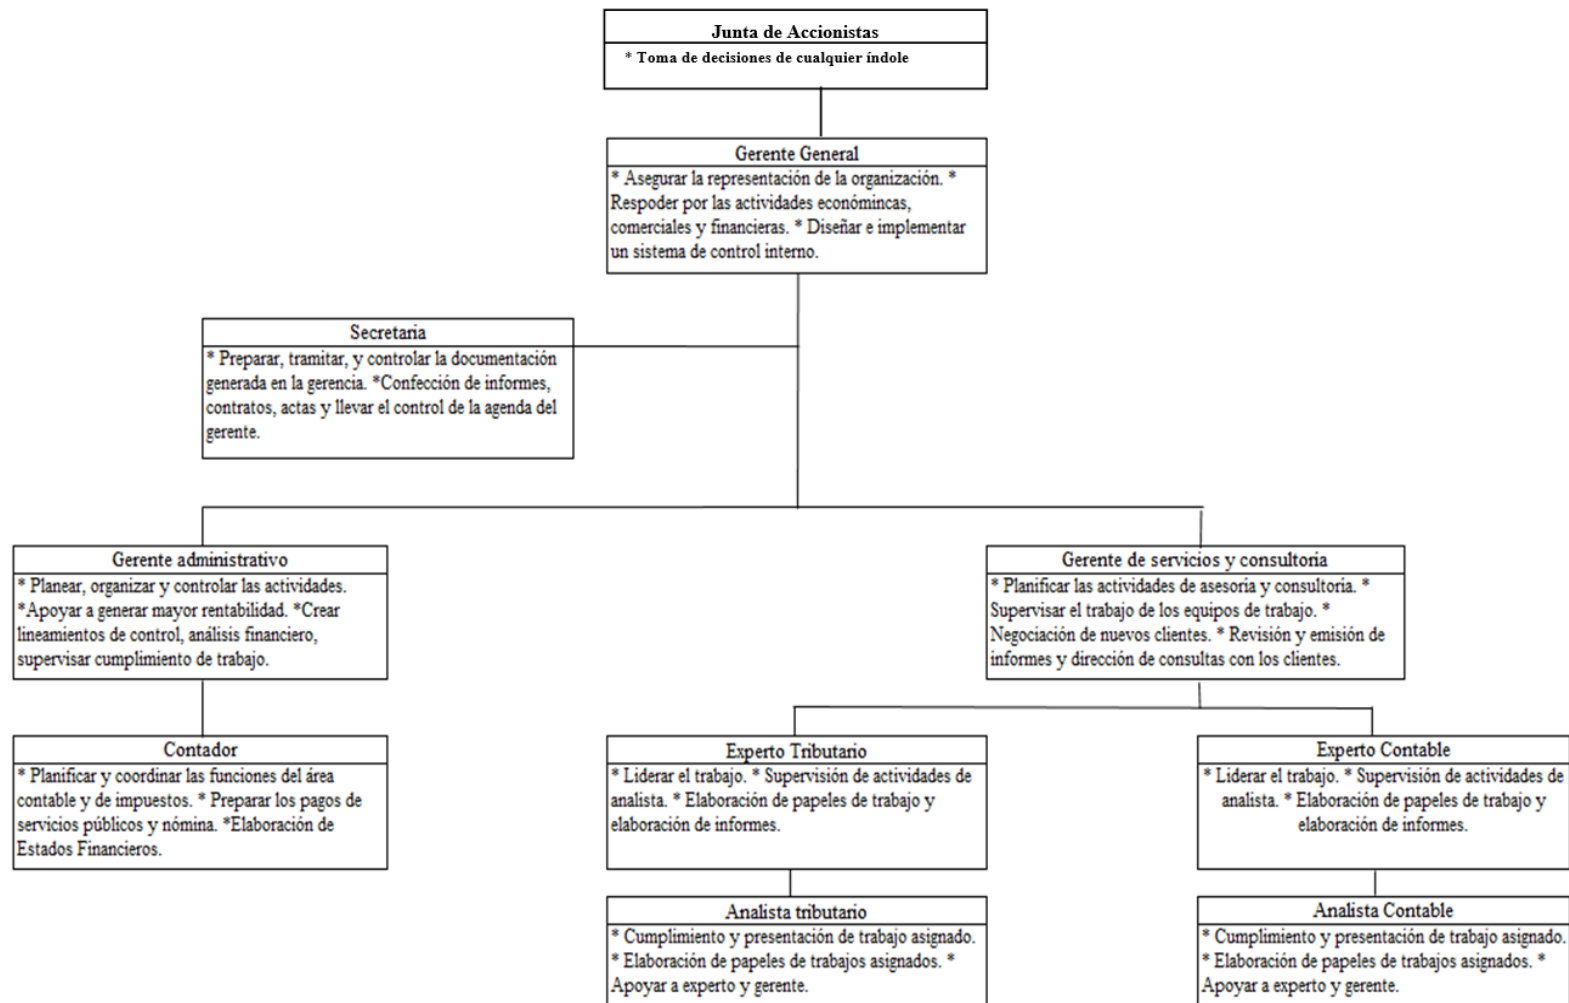 Junta de Accionistas
* Toma de decisiones de cualquier índole
Gerente General
* Asegurar la representación de la organización. *
Respoder por las actividades económincas,
comerciales y financieras. * Diseñar e implementar
un sistema de control interno.
Secretaria
* Preparar, tramitar, y controlar la documentación
generada en la gerencia. *Confección de informes,
contratos, actas y llevar el control de la agenda del
gerente.
Gerente administrativo
* Planear, organizar y controlar las actividades.
*Apoyar a generar mayor rentabilidad. *Crear
lineamientos de control, análisis financiero,
supervisar cumplimiento de trabajo.
Gerente de servicios y consultoría
* Planificar las actividades de asesoría y consultoría. *
Supervisar el trabajo de los equipos de trabajo. *
Negociación de nuevos clientes. * Revisión y emisión de
informes y dirección de consultas con los clientes.
Contador
* Planificar y coordinar las funciones del área
contable y de impuestos. * Preparar los pagos de
servicios públicos y nómina. *Elaboración de
Estados Financieros.
Experto Tributario
* Liderar el trabajo. * Supervisión de actividades de
analista. * Elaboración de papeles de trabajo y
elaboración de informes.
Experto Contable
* Liderar el trabajo. * Supervisión de actividades de
analista. * Elaboración de papeles de trabajo y
elaboración de informes.
Analista tributario
* Cumplimiento y presentación de trabajo asignado.
* Elaboración de papeles de trabajos asignados. *
Apoyar a experto y gerente.
Analista Contable
* Cumplimiento y presentación de trabajo asignado.
* Elaboración de papeles de trabajos asignados. *
Apoyar a experto y gerente.